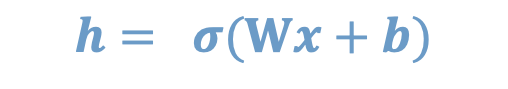 h = σ(Wx + b)